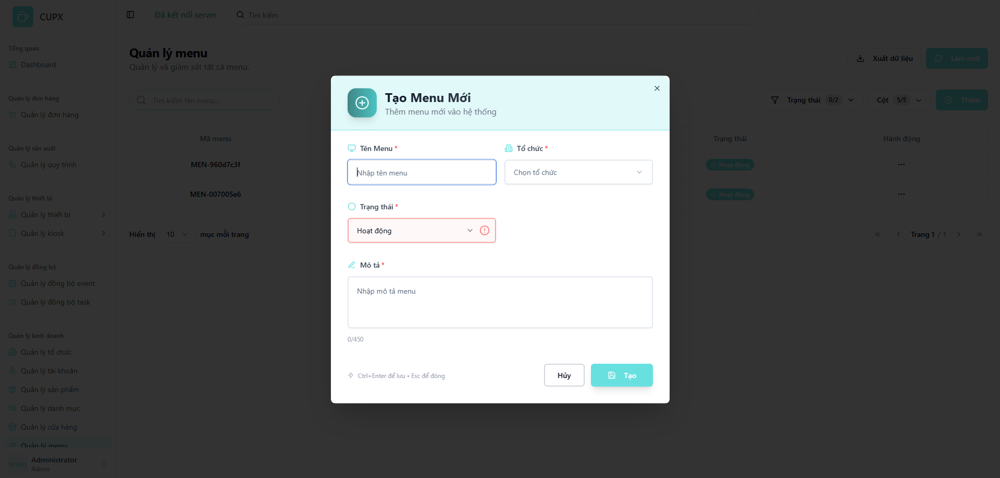 CUPX
Đã kết nối server
Tìm kiếm
Tổng quan
Dashboard
Quản lý đơn hàng
Quản lý đơn hàng
Quản lý sản xuất
Quản lý quy trình
Quản lý thiết bị
Quản lý thiết bị
Quản lý kiosk
Quản lý đồng bộ
Quản lý đồng bộ event
Quản lý đồng bộ task
Quản lý kinh doanh
Quản lý tổ chức
Quản lý tài khoản
Quản lý sản phẩm
Quản lý danh mục
Quản lý cửa hàng
Quản lý menu
Administrator
Admin
Quản lý menu
Quản lý và giám sát tất cả menu.
Xuất dữ liệu
Làm mới
Tìm kiếm tên menu...
Trạng thái 0/2
Cột 5/5
Thêm
Mã menu
Trạng thái
Hành động
MEN-960d7c3f
Hoạt động
MEN-007005e6
Hoạt động
Hiển thị 10 mục mỗi trang
Trang 1 / 1
Tạo Menu Mới
Thêm menu mới vào hệ thống
Tên Menu *
Tổ chức *
Nhập tên menu
Chọn tổ chức
Trạng thái *
Hoạt động
Mô tả *
Nhập mô tả menu
0/450
Ctrl+Enter để lưu • Esc để đóng
Hủy
Tạo